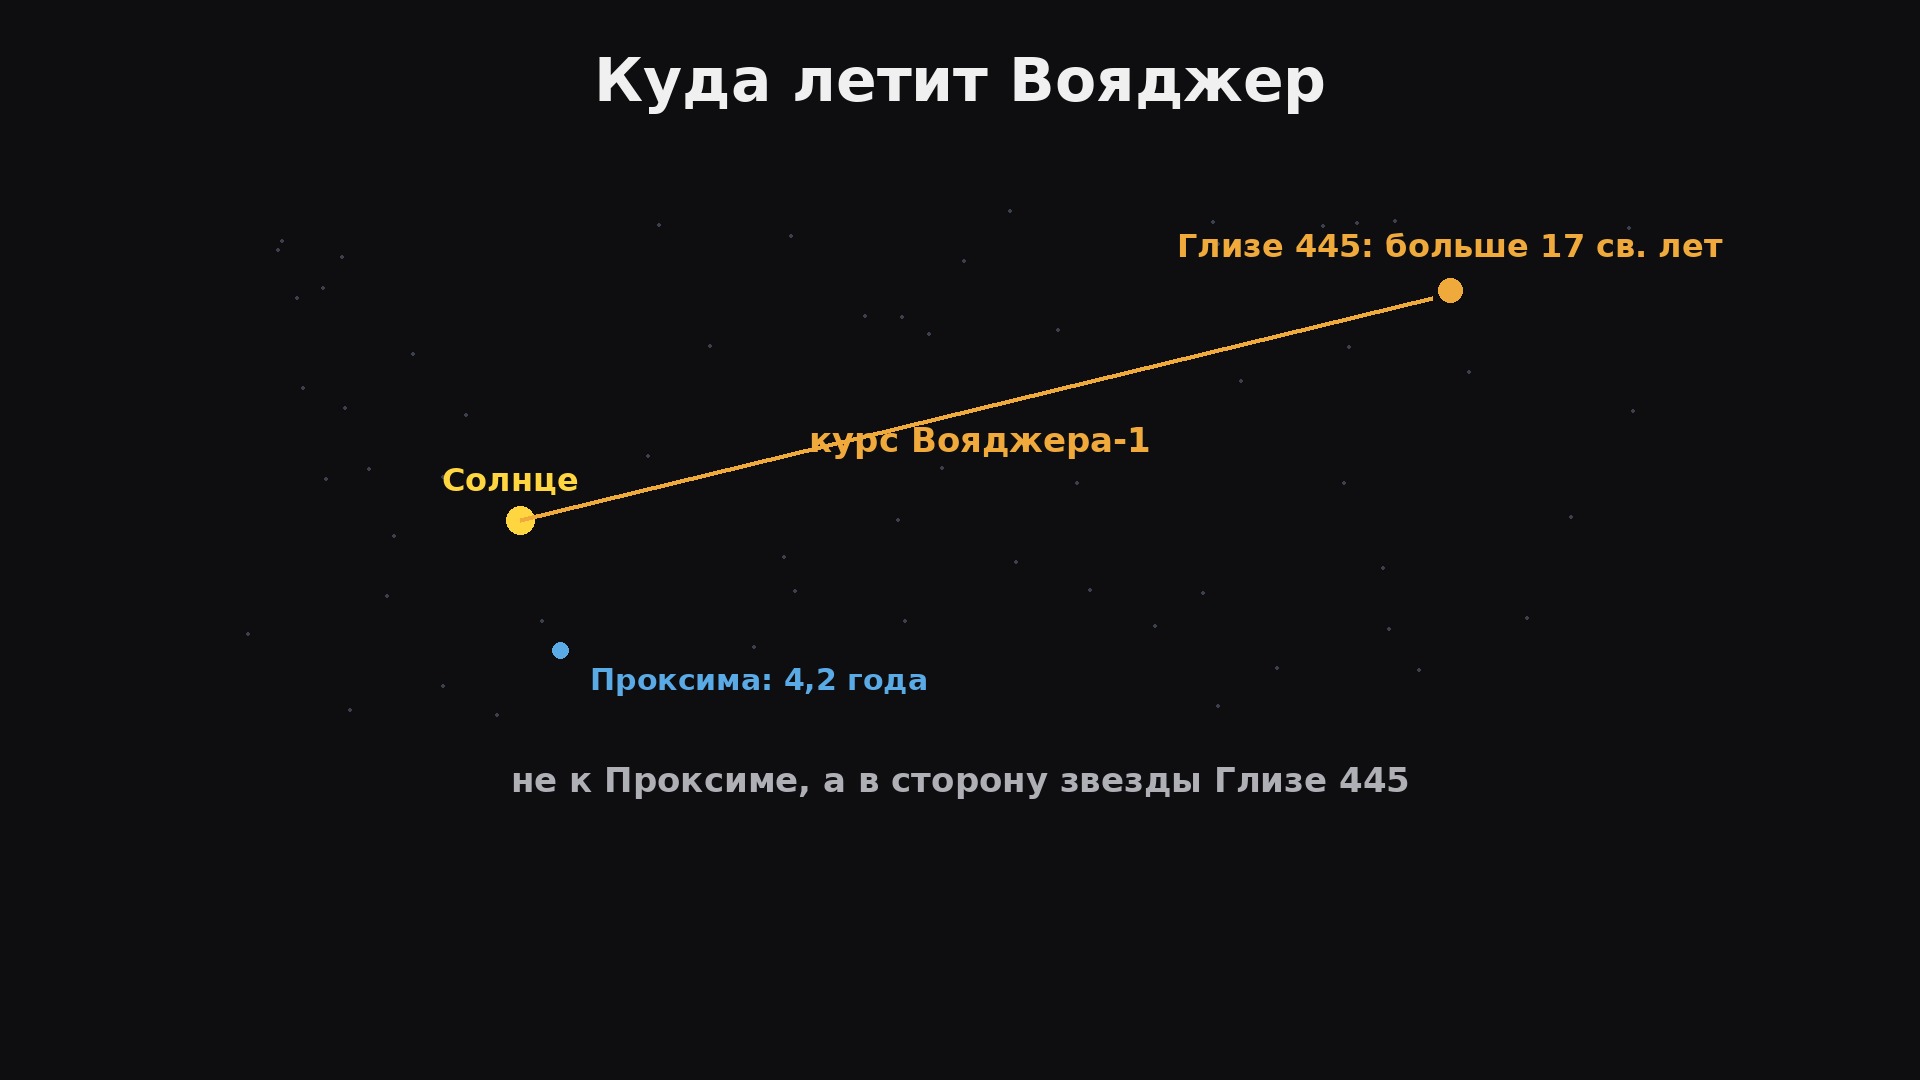 Куда летит Вояджер
Глизе 445: больше 17 св. лет
курс Вояджера-1
Солнце
Проксима: 4,2 года
не к Проксиме, а в сторону звезды Глизе 445